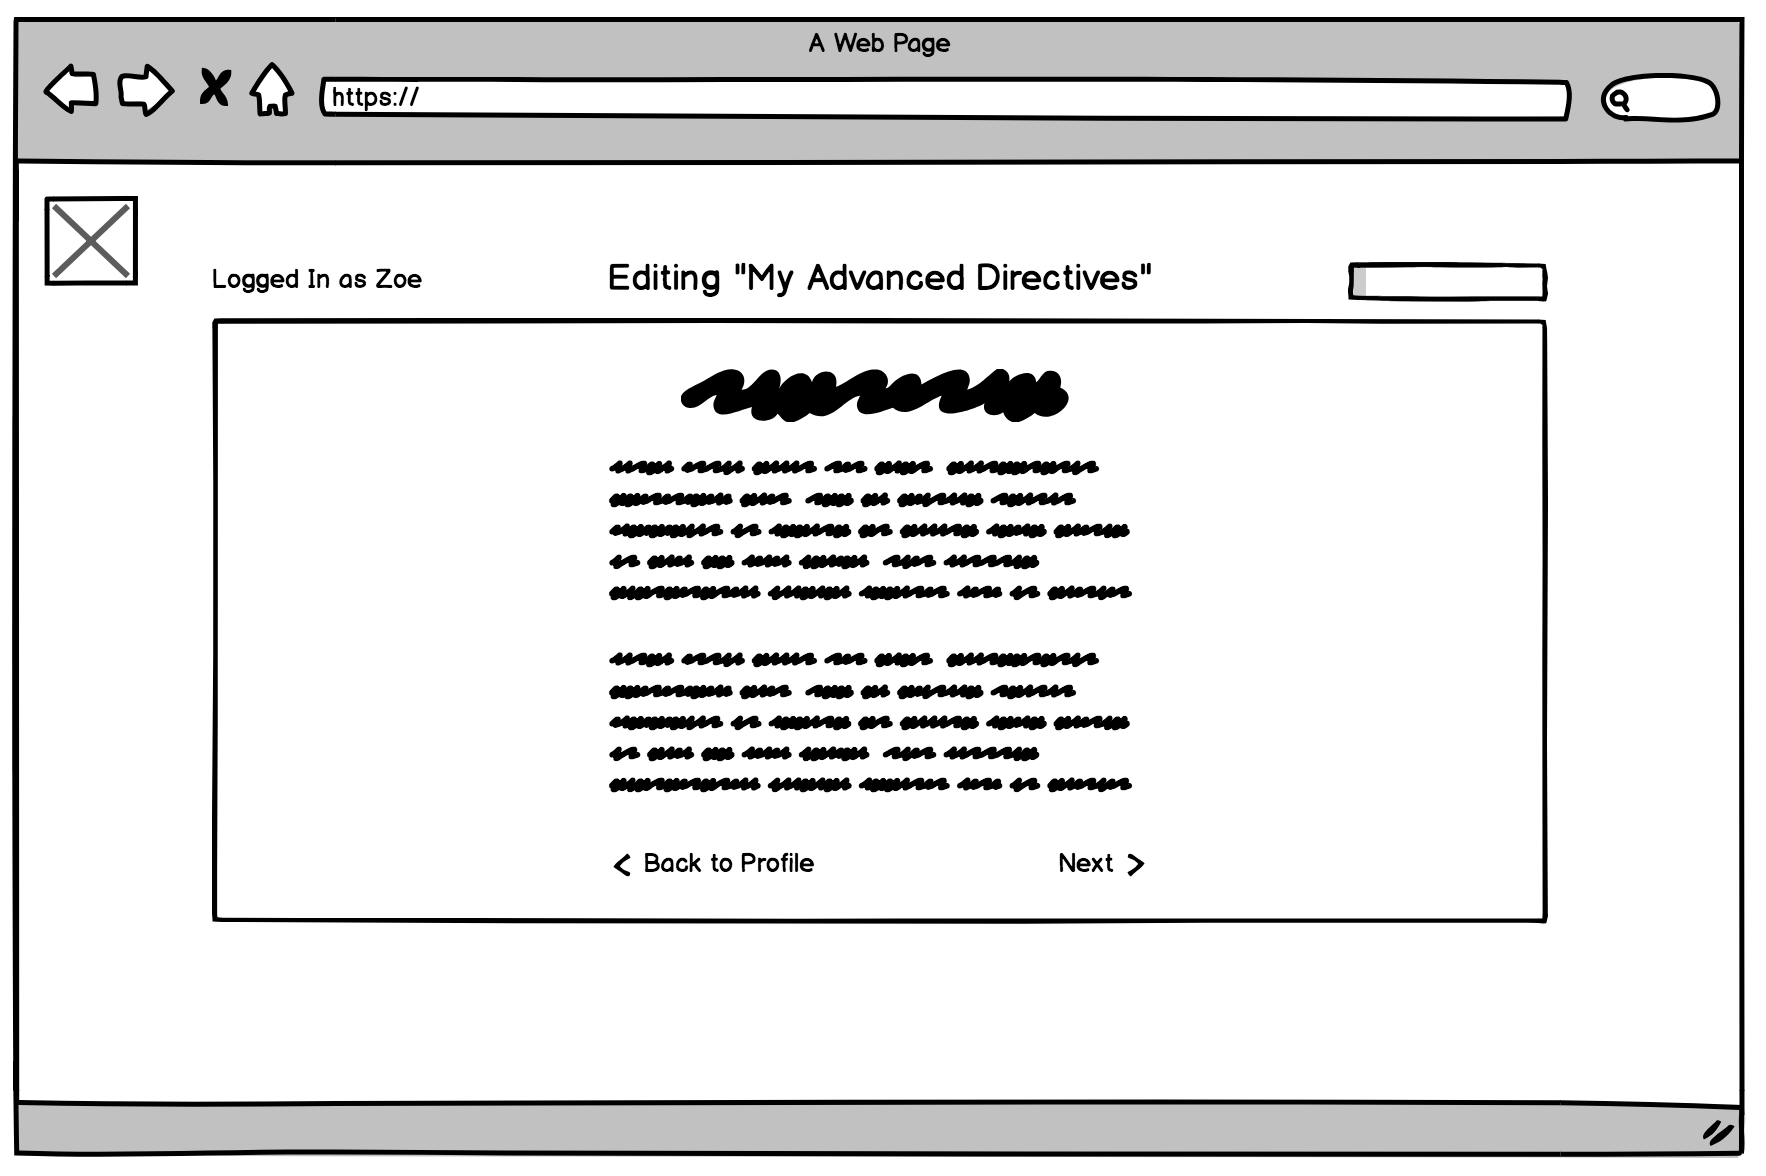 A Web Page
https://
Logged In as Zoe
Editing "My Advanced Directives"
Back to Profile
Next